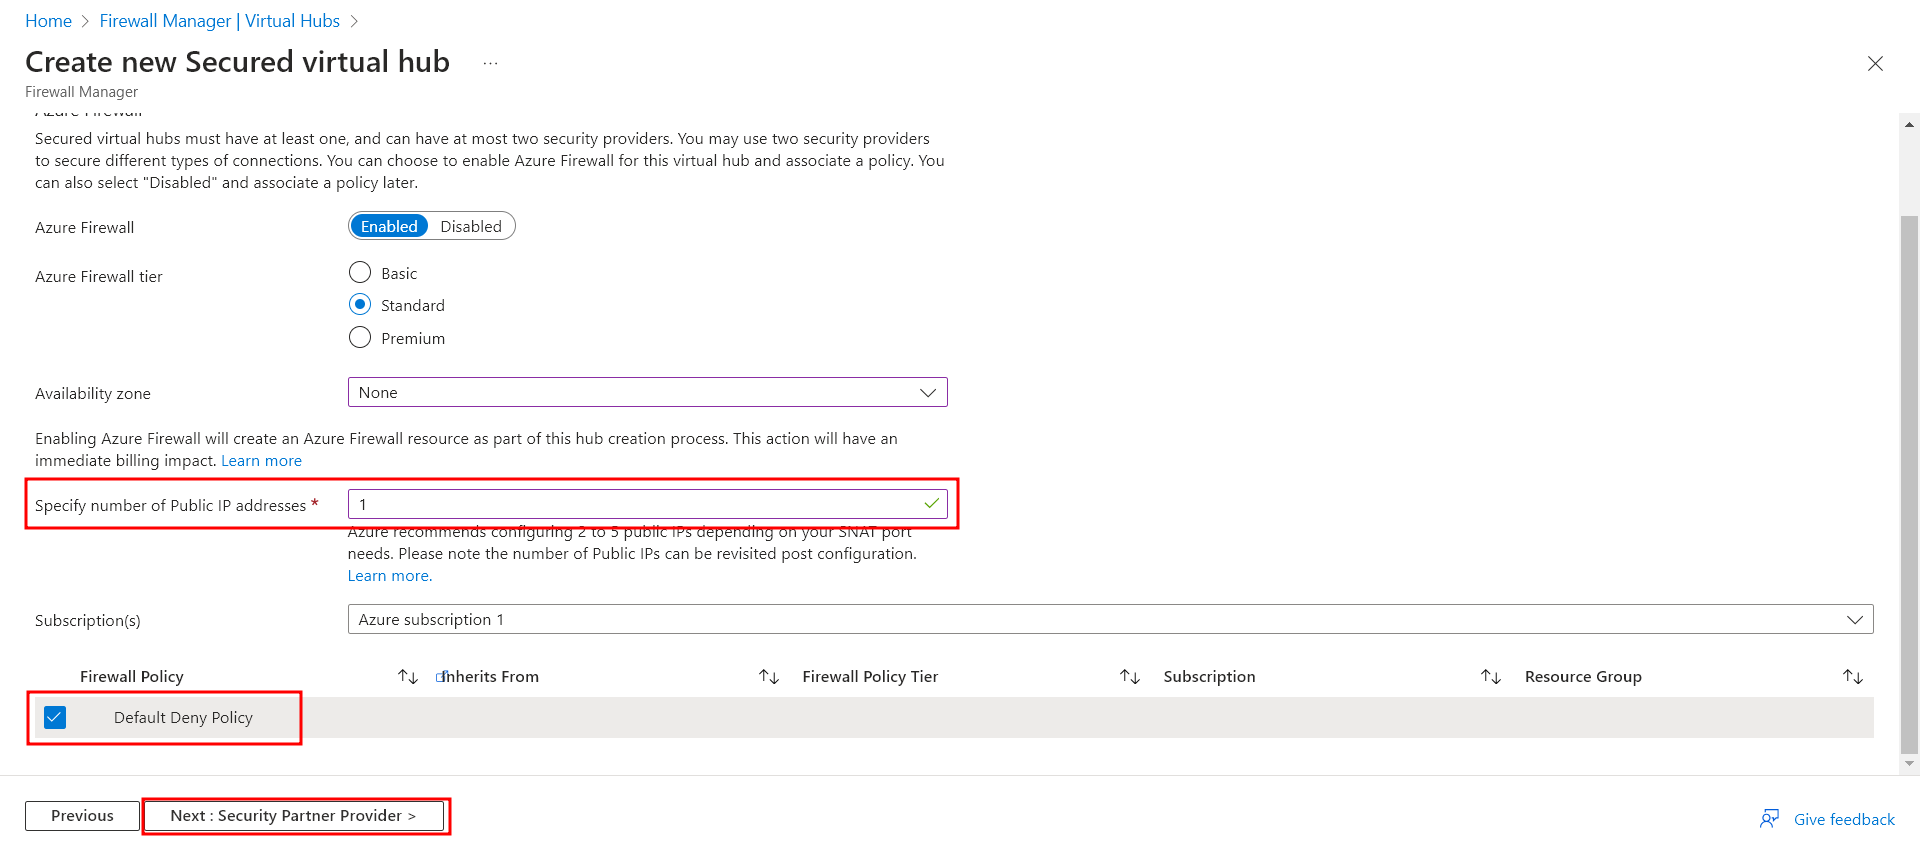 Home > Firewall Manager | Virtual Hubs >
Create new Secured virtual hub ...
Firewall Manager
Azure Firewall
Secured virtual hubs must have at least one, and can have at most two security providers. You may use two security providers
to secure different types of connections. You can choose to enable Azure Firewall for this virtual hub and associate a policy. You
can also select "Disabled" and associate a policy later.
Azure Firewall Enabled Disabled
Azure Firewall tier
Basic
Standard
Premium
Availability zone None
Enabling Azure Firewall will create an Azure Firewall resource as part of this hub creation process. This action will have an
immediate billing impact. Learn more
Specify number of Public IP addresses * 1
Azure recommends configuring 2 to 5 public IPs depending on your SNAT port
needs. Please note the number of Public IPs can be revisited post configuration.
Learn more.
Subscription(s) Azure subscription 1
Firewall Policy Inherits From Firewall Policy Tier Subscription Resource Group
Default Deny Policy
Previous Next : Security Partner Provider > Give feedback